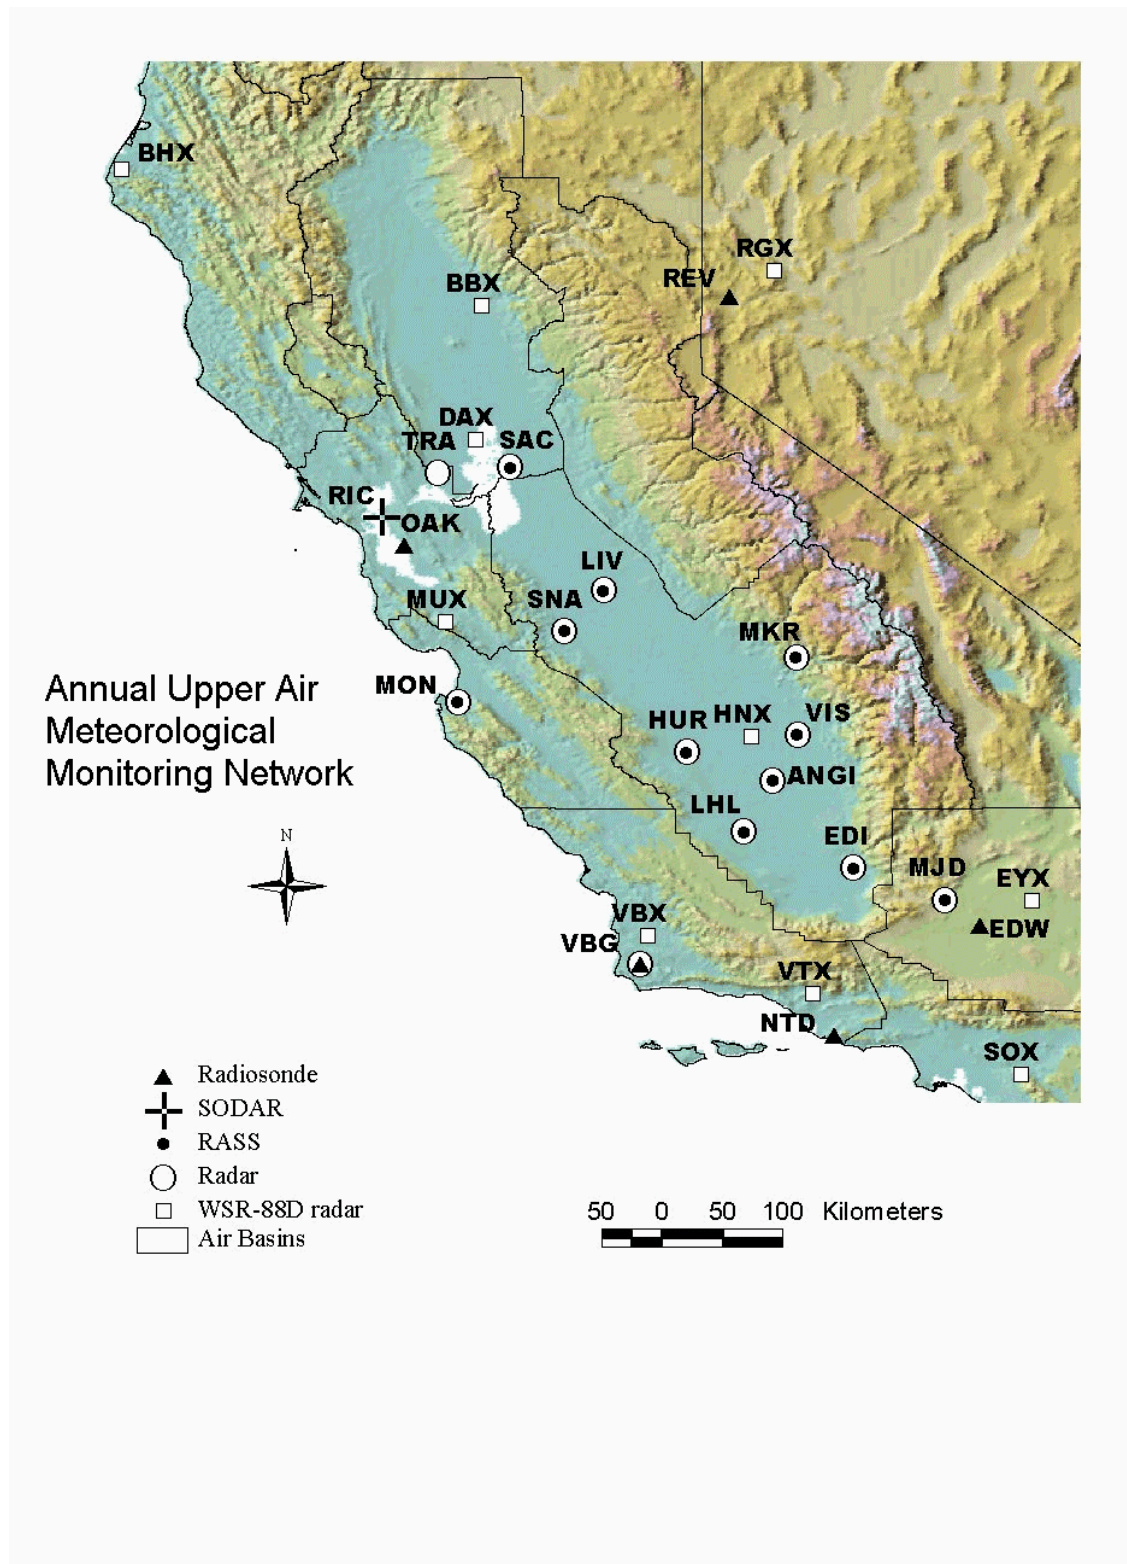 BHX
RGX
REV
BBX
DAX
TRA
SAC
RIC
OAK
LIV
SNA
MUX
MKR
MON
Annual Upper Air
Meteorological
Monitoring Network
HUR
HNX
VIS
ANGI
LHL
EDI
N
MJD
EYX
VBX
EDW
VBG
VTX
NTD
SOX
Radiosonde
SODAR
RASS
Radar
WSR-88D radar
Air Basins
50 0 50 100 Kilometers